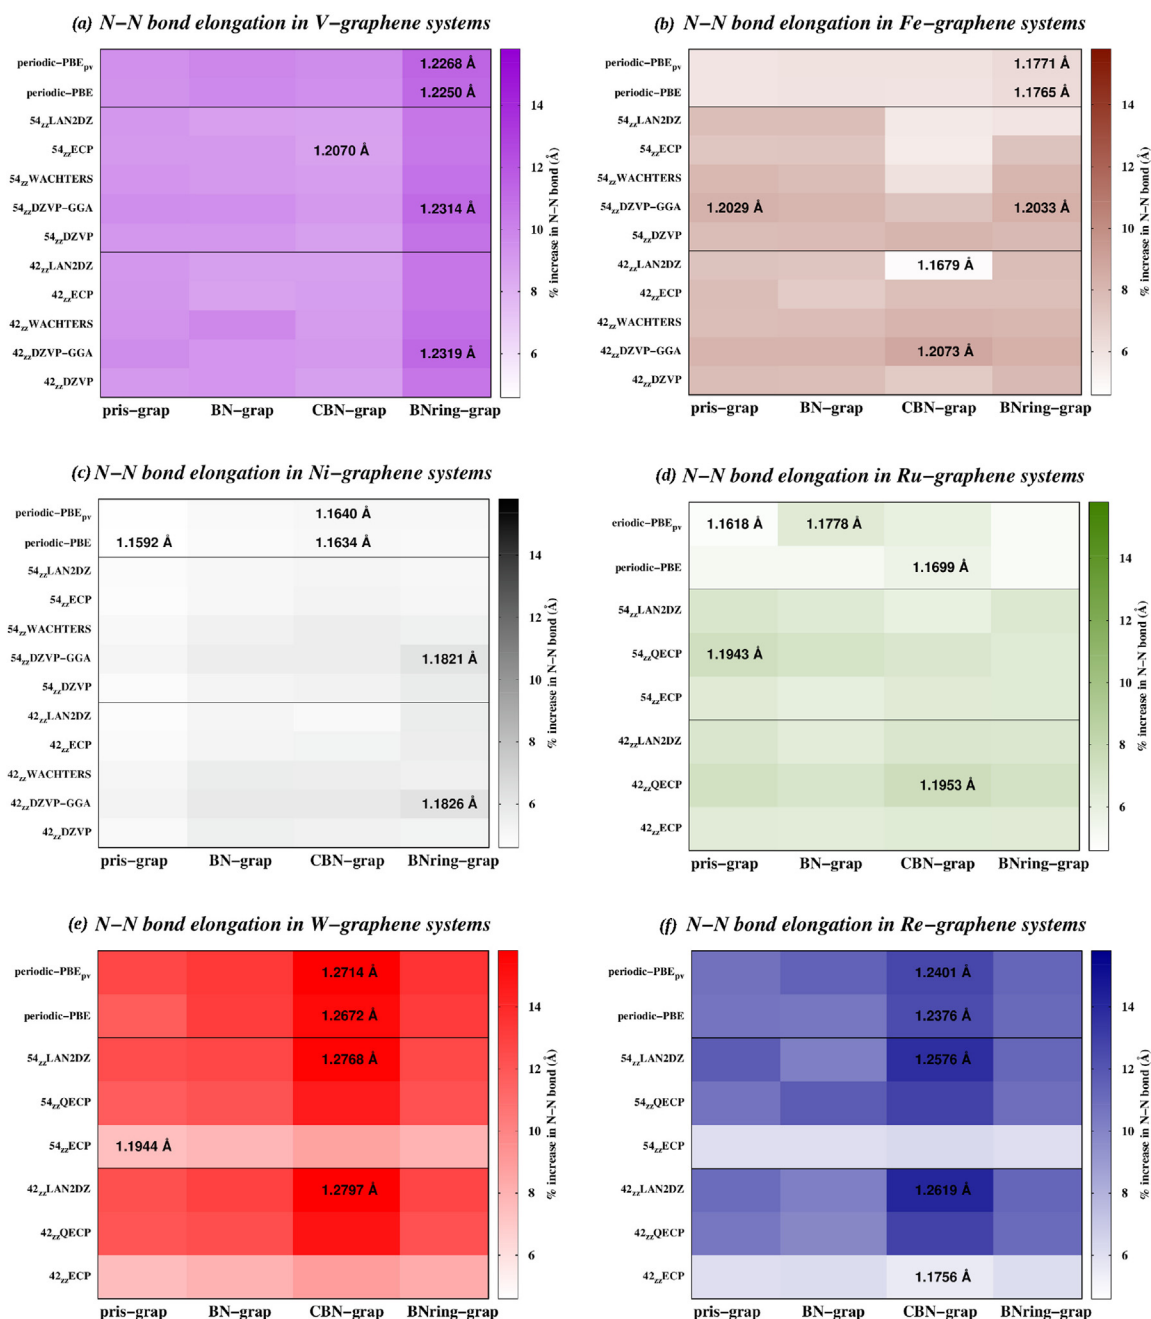 (a) N−N bond elongation in V−graphene systems
periodic−PBEpv 1.2268 Å
periodic−PBE 1.2250 Å
54zzLAN2DZ
54zzECP 1.2070 Å
54zzWACHTERS
54zzDZVP−GGA 1.2314 Å
54zzDZVP
42zzLAN2DZ
42zzECP
42zzWACHTERS
42zzDZVP−GGA 1.2319 Å
42zzDZVP
pris−grap BN−grap CBN−grap BNring−grap
14
12
10
8
6
% increase in N−N bond (Å)
(b) N−N bond elongation in Fe−graphene systems
periodic−PBEpv 1.1771 Å
periodic−PBE 1.1765 Å
54zzLAN2DZ
54zzECP
54zzWACHTERS
54zzDZVP−GGA 1.2029 Å 1.2033 Å
54zzDZVP
42zzLAN2DZ 1.1679 Å
42zzECP
42zzWACHTERS
42zzDZVP−GGA 1.2073 Å
42zzDZVP
pris−grap BN−grap CBN−grap BNring−grap
14
12
10
8
6
% increase in N−N bond (Å)
(c) N−N bond elongation in Ni−graphene systems
periodic−PBEpv 1.1640 Å
periodic−PBE 1.1592 Å 1.1634 Å
54zzLAN2DZ
54zzECP
54zzWACHTERS
54zzDZVP−GGA 1.1821 Å
54zzDZVP
42zzLAN2DZ
42zzECP
42zzWACHTERS
42zzDZVP−GGA 1.1826 Å
42zzDZVP
pris−grap BN−grap CBN−grap BNring−grap
14
12
10
8
6
% increase in N−N bond (Å)
(d) N−N bond elongation in Ru−graphene systems
eriodic−PBEpv 1.1618 Å 1.1778 Å
periodic−PBE 1.1699 Å
54zzLAN2DZ
54zzQECP 1.1943 Å
54zzECP
42zzLAN2DZ
42zzQECP 1.1953 Å
42zzECP
pris−grap BN−grap CBN−grap BNring−grap
14
12
10
8
6
% increase in N−N bond (Å)
(e) N−N bond elongation in W−graphene systems
periodic−PBEpv 1.2714 Å
periodic−PBE 1.2672 Å
54zzLAN2DZ 1.2768 Å
54zzQECP
54zzECP 1.1944 Å
42zzLAN2DZ 1.2797 Å
42zzQECP
42zzECP
pris−grap BN−grap CBN−grap BNring−grap
14
12
10
8
6
% increase in N−N bond (Å)
(f) N−N bond elongation in Re−graphene systems
periodic−PBEpv 1.2401 Å
periodic−PBE 1.2376 Å
54zzLAN2DZ 1.2576 Å
54zzQECP
54zzECP
42zzLAN2DZ 1.2619 Å
42zzQECP
42zzECP 1.1756 Å
pris−grap BN−grap CBN−grap BNring−grap
14
12
10
8
6
% increase in N−N bond (Å)